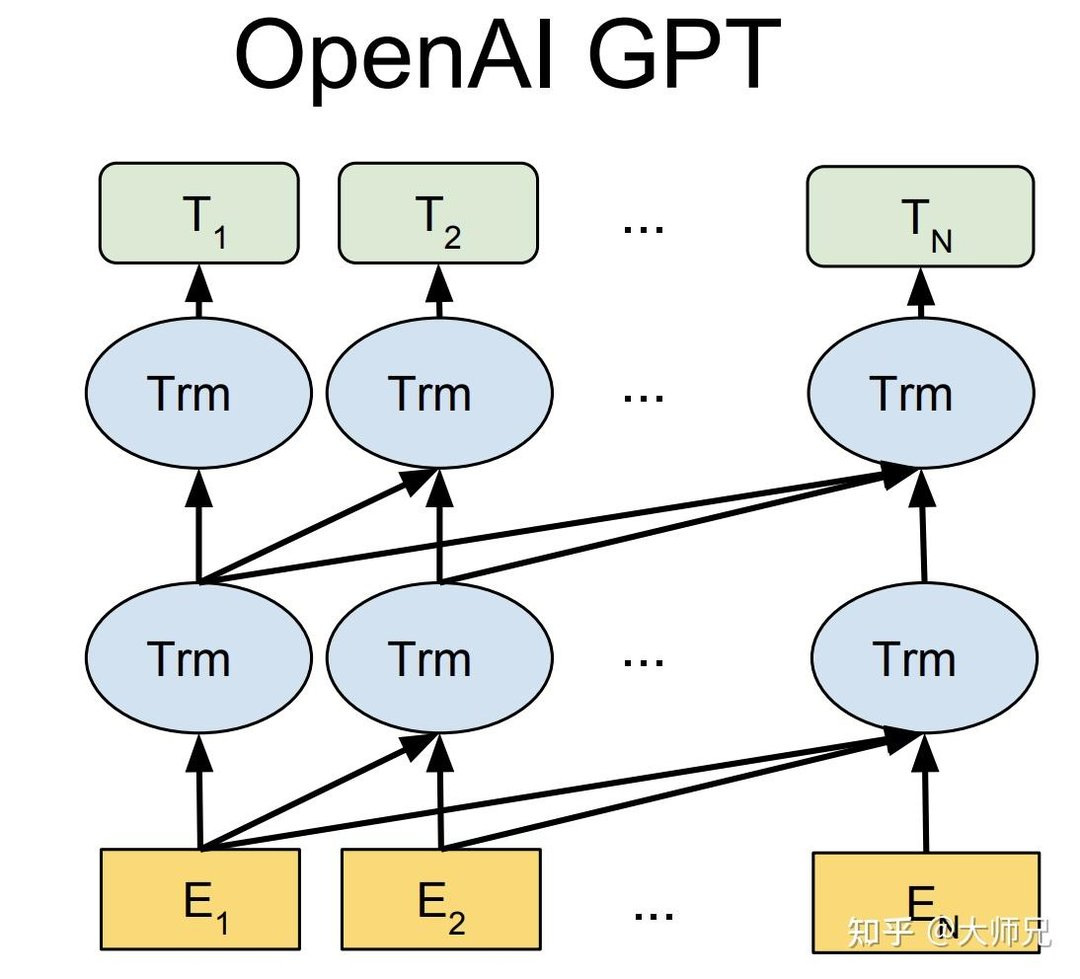 OpenAI GPT
T1 T2 ... TN
Trm Trm ... Trm
Trm Trm ... Trm
E1 E2 ... EN
知乎 @大师兄